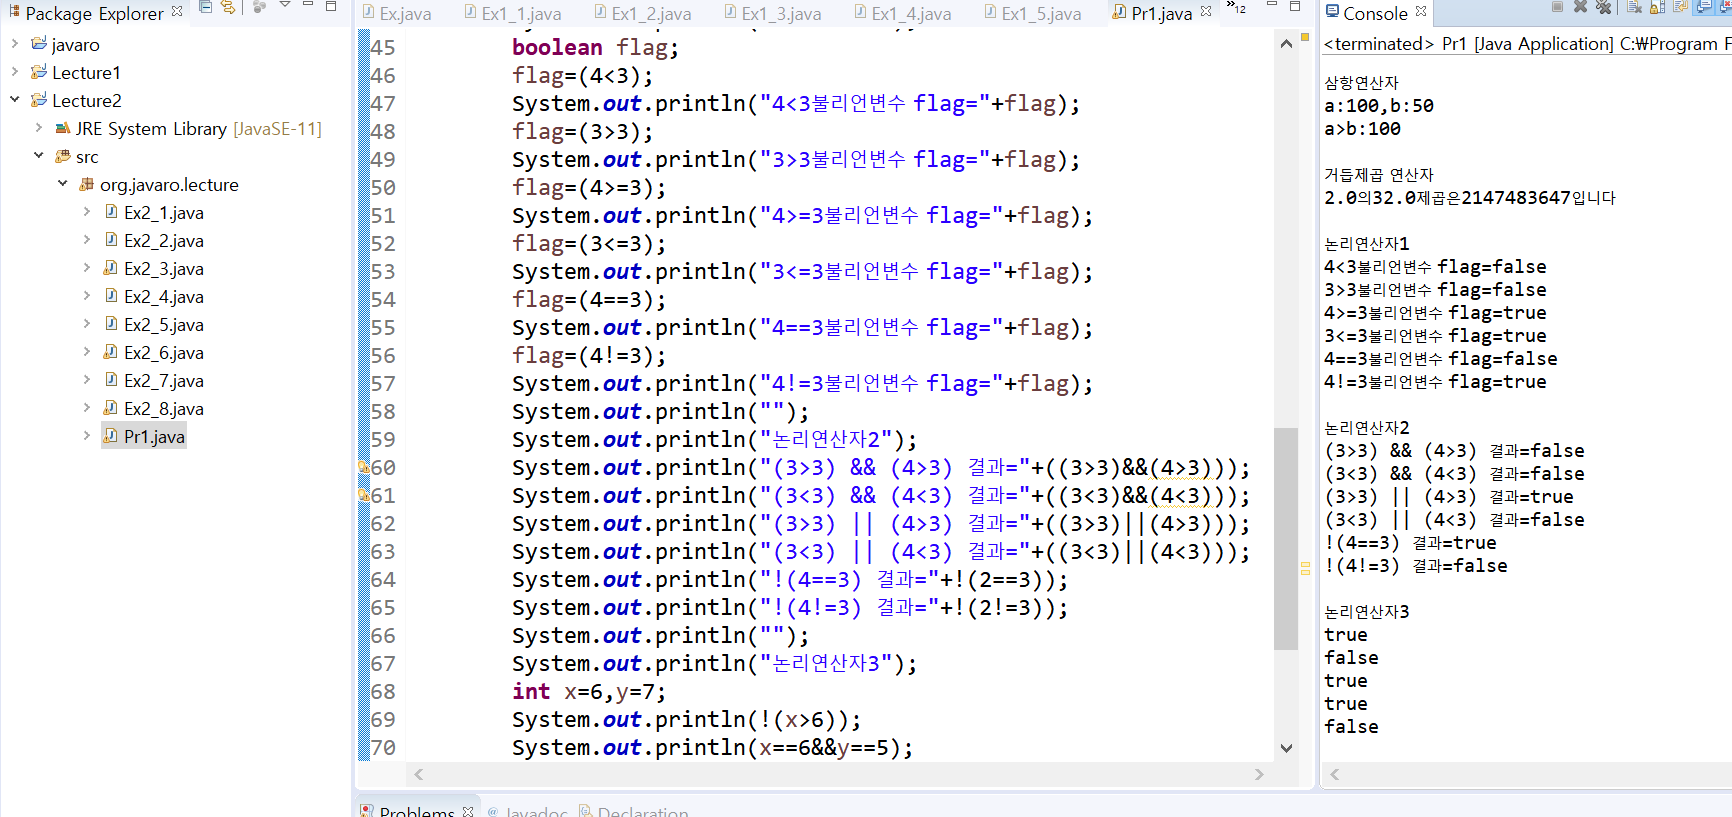 Package Explorer
javaro
Lecture1
Lecture2
JRE System Library [JavaSE-11]
src
org.javaro.lecture
Ex2_1.java
Ex2_2.java
Ex2_3.java
Ex2_4.java
Ex2_5.java
Ex2_6.java
Ex2_7.java
Ex2_8.java
Pr1.java
Ex.java Ex1_1.java Ex1_2.java Ex1_3.java Ex1_4.java Ex1_5.java Pr1.java »12
45 boolean flag;
46 flag=(4<3);
47 System.out.println("4<3불리언변수 flag="+flag);
48 flag=(3>3);
49 System.out.println("3>3불리언변수 flag="+flag);
50 flag=(4>=3);
51 System.out.println("4>=3불리언변수 flag="+flag);
52 flag=(3<=3);
53 System.out.println("3<=3불리언변수 flag="+flag);
54 flag=(4==3);
55 System.out.println("4==3불리언변수 flag="+flag);
56 flag=(4!=3);
57 System.out.println("4!=3불리언변수 flag="+flag);
58 System.out.println("");
59 System.out.println("논리연산자2");
60 System.out.println("(3>3) && (4>3) 결과="+((3>3)&&(4>3)));
61 System.out.println("(3<3) && (4<3) 결과="+((3<3)&&(4<3)));
62 System.out.println("(3>3) || (4>3) 결과="+((3>3)||(4>3)));
63 System.out.println("(3<3) || (4<3) 결과="+((3<3)||(4<3)));
64 System.out.println("!(4==3) 결과="+!(2==3));
65 System.out.println("!(4!=3) 결과="+!(2!=3));
66 System.out.println("");
67 System.out.println("논리연산자3");
68 int x=6,y=7;
69 System.out.println(!(x>6));
70 System.out.println(x==6&&y==5);
Problems Javadoc Declaration
Console
<terminated> Pr1 [Java Application] C:₩Program F
삼항연산자
a:100,b:50
a>b:100
거듭제곱 연산자
2.0의32.0제곱은2147483647입니다
논리연산자1
4<3불리언변수 flag=false
3>3불리언변수 flag=false
4>=3불리언변수 flag=true
3<=3불리언변수 flag=true
4==3불리언변수 flag=false
4!=3불리언변수 flag=true
논리연산자2
(3>3) && (4>3) 결과=false
(3<3) && (4<3) 결과=false
(3>3) || (4>3) 결과=true
(3<3) || (4<3) 결과=false
!(4==3) 결과=true
!(4!=3) 결과=false
논리연산자3
true
false
true
true
false